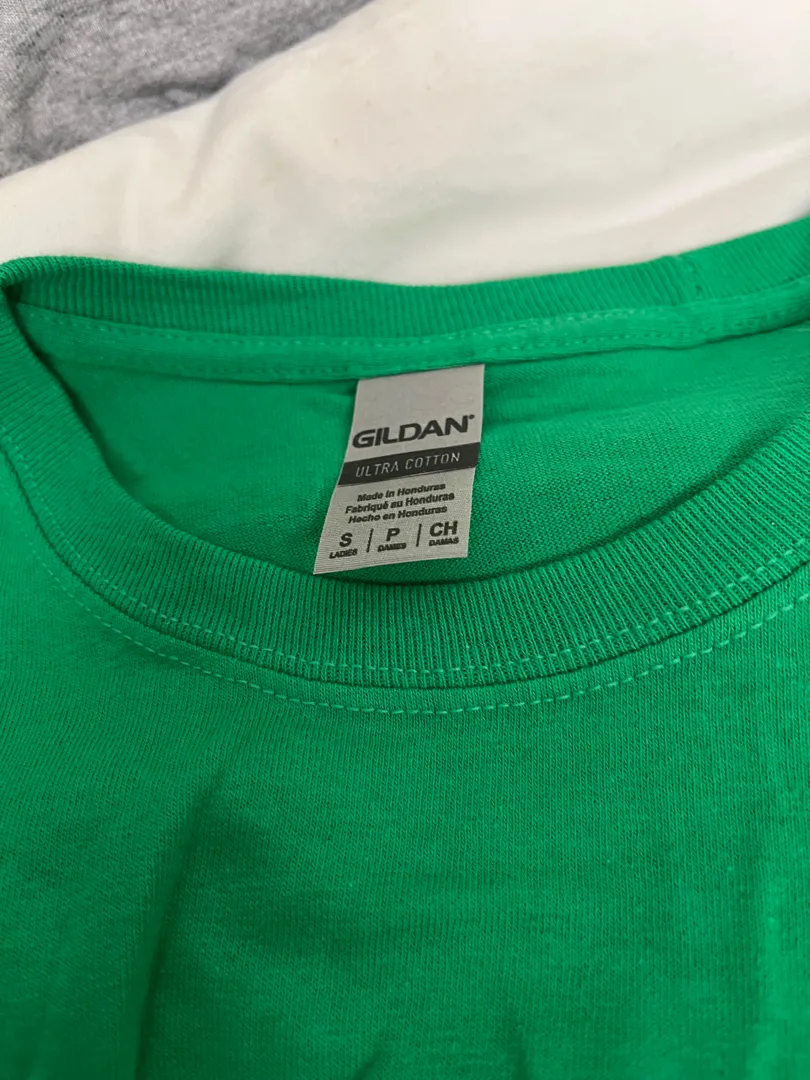 GILDAN®
ULTRA COTTON
Made in Honduras
Fabriqué au Honduras
Hecho en Honduras
S | P | CH
LADIES DAMES DAMAS